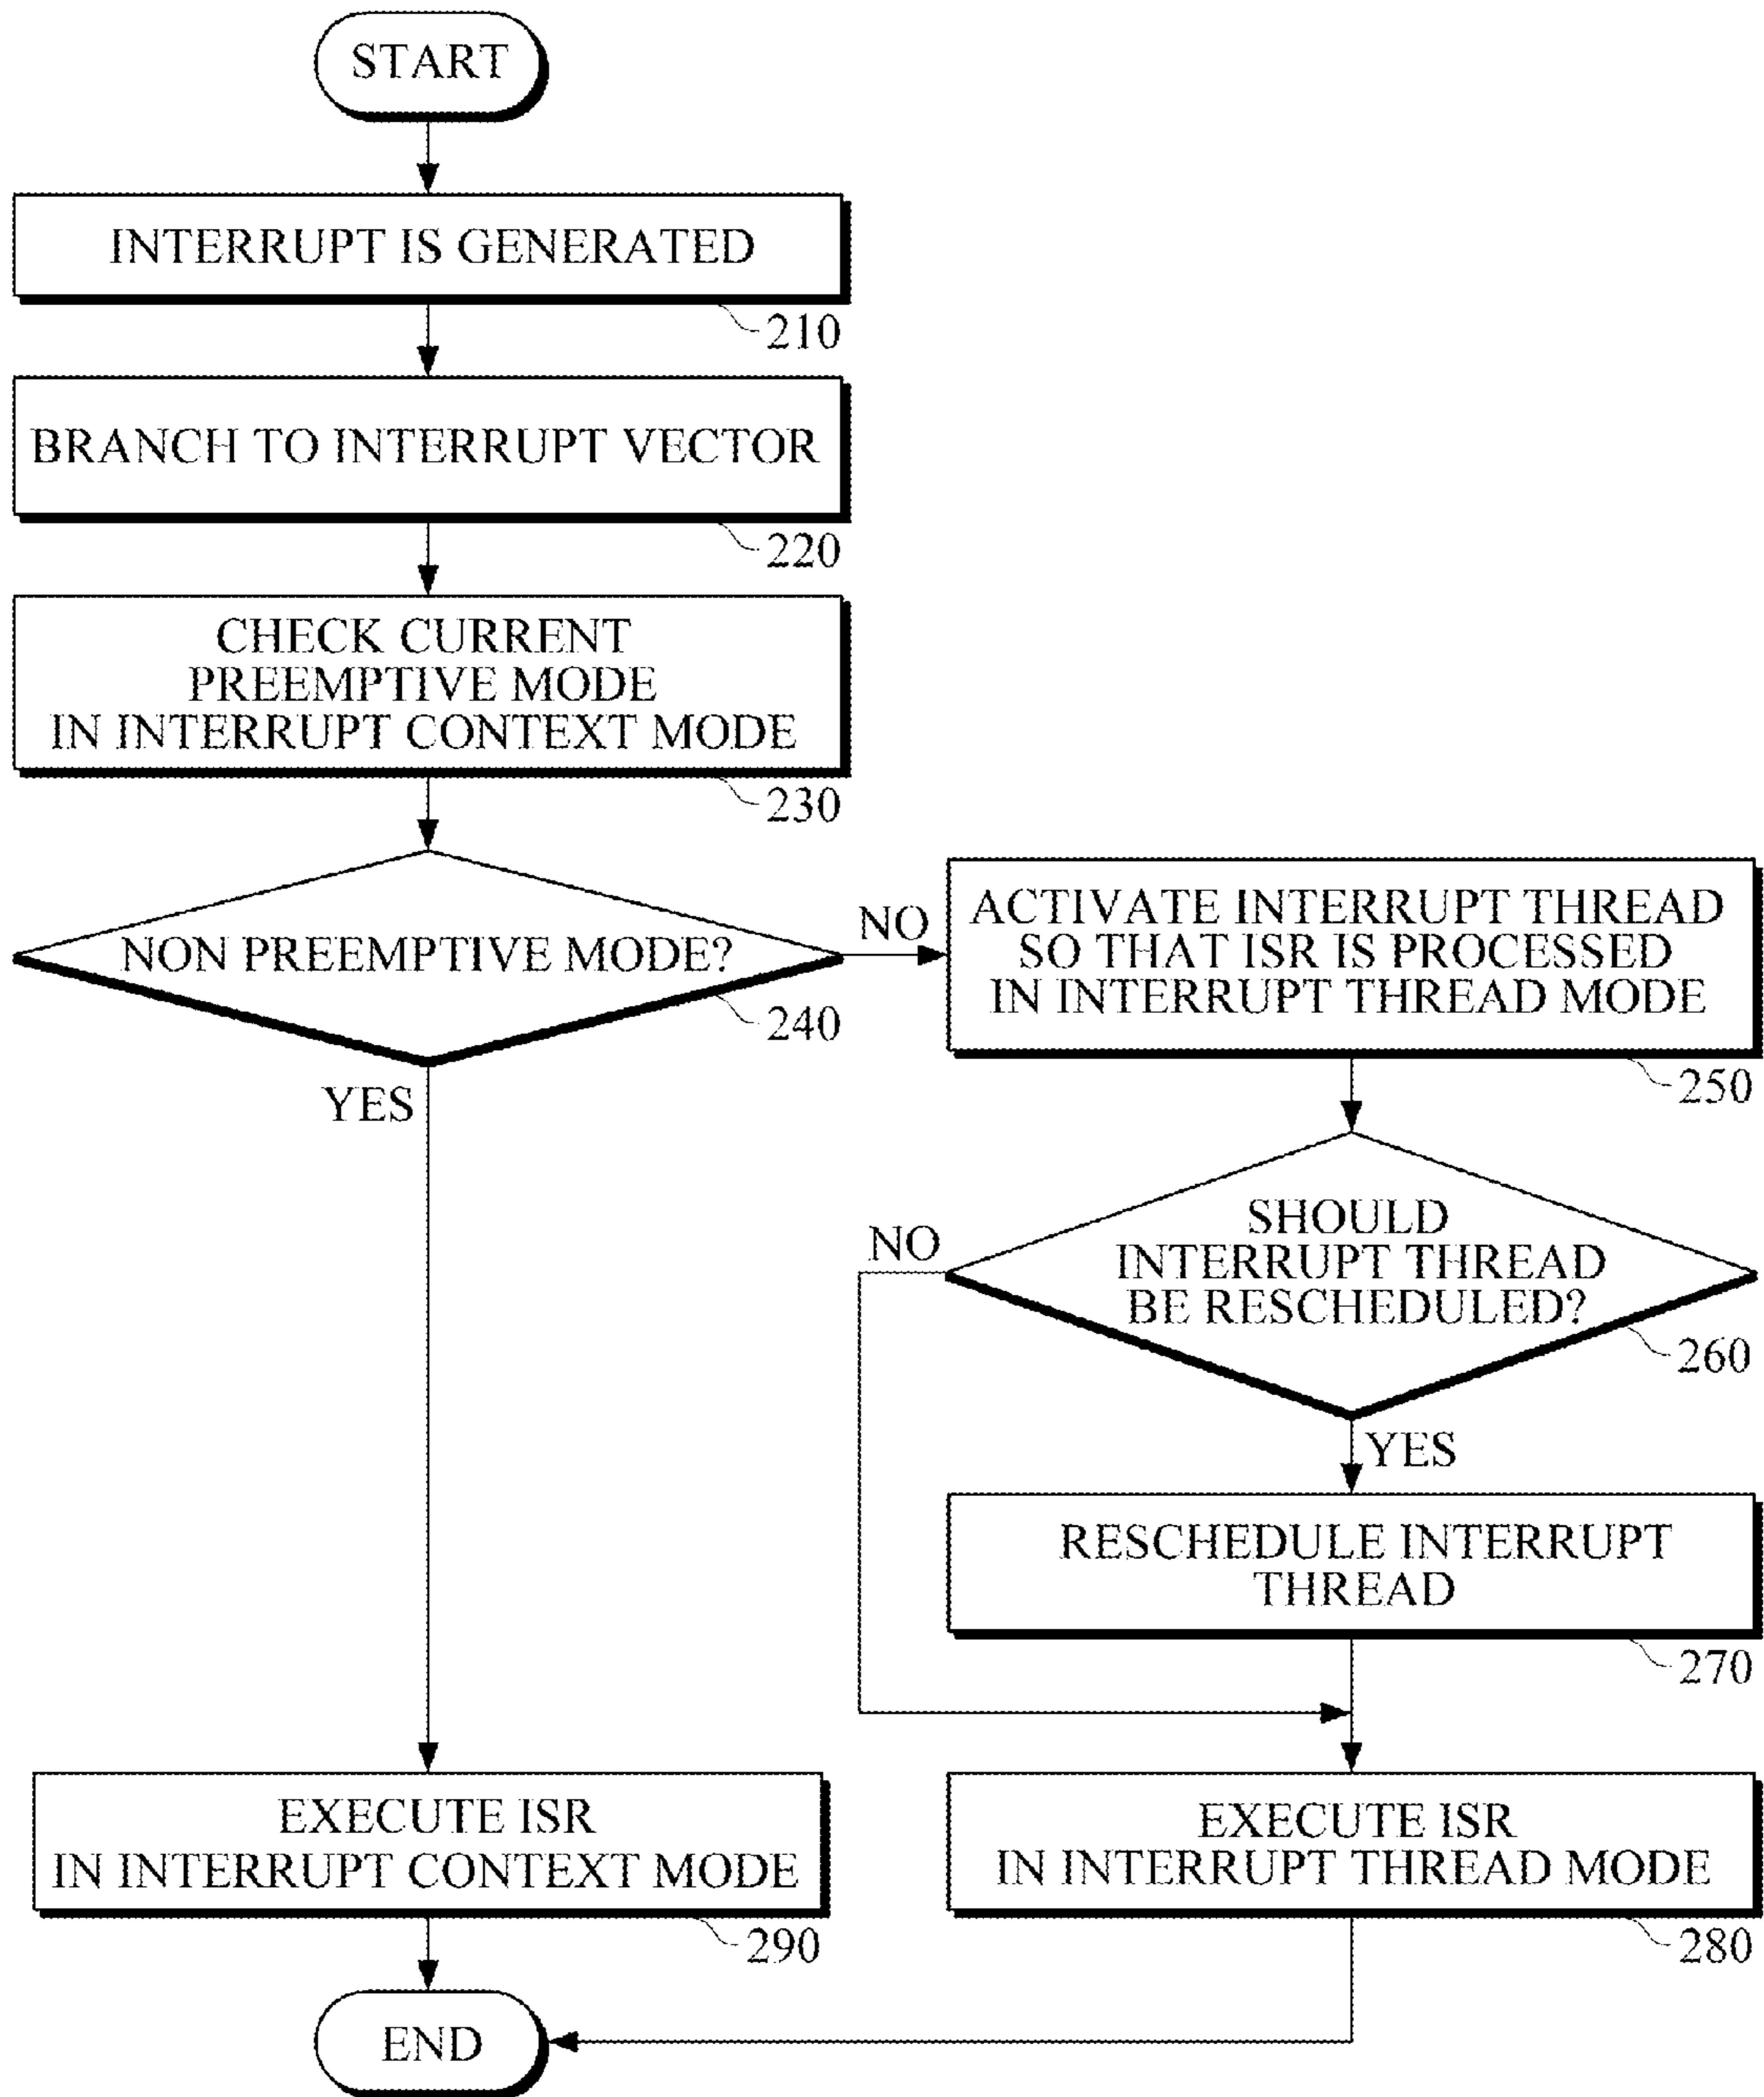 START
INTERRUPT IS GENERATED
210
BRANCH TO INTERRUPT VECTOR
220
CHECK CURRENT
PREEMPTIVE MODE
IN INTERRUPT CONTEXT MODE
230
NON PREEMPTIVE MODE?
240
NO
YES
ACTIVATE INTERRUPT THREAD
SO THAT ISR IS PROCESSED
IN INTERRUPT THREAD MODE
250
SHOULD
INTERRUPT THREAD
BE RESCHEDULED?
260
NO
YES
RESCHEDULE INTERRUPT
THREAD
270
EXECUTE ISR
IN INTERRUPT CONTEXT MODE
290
EXECUTE ISR
IN INTERRUPT THREAD MODE
280
END